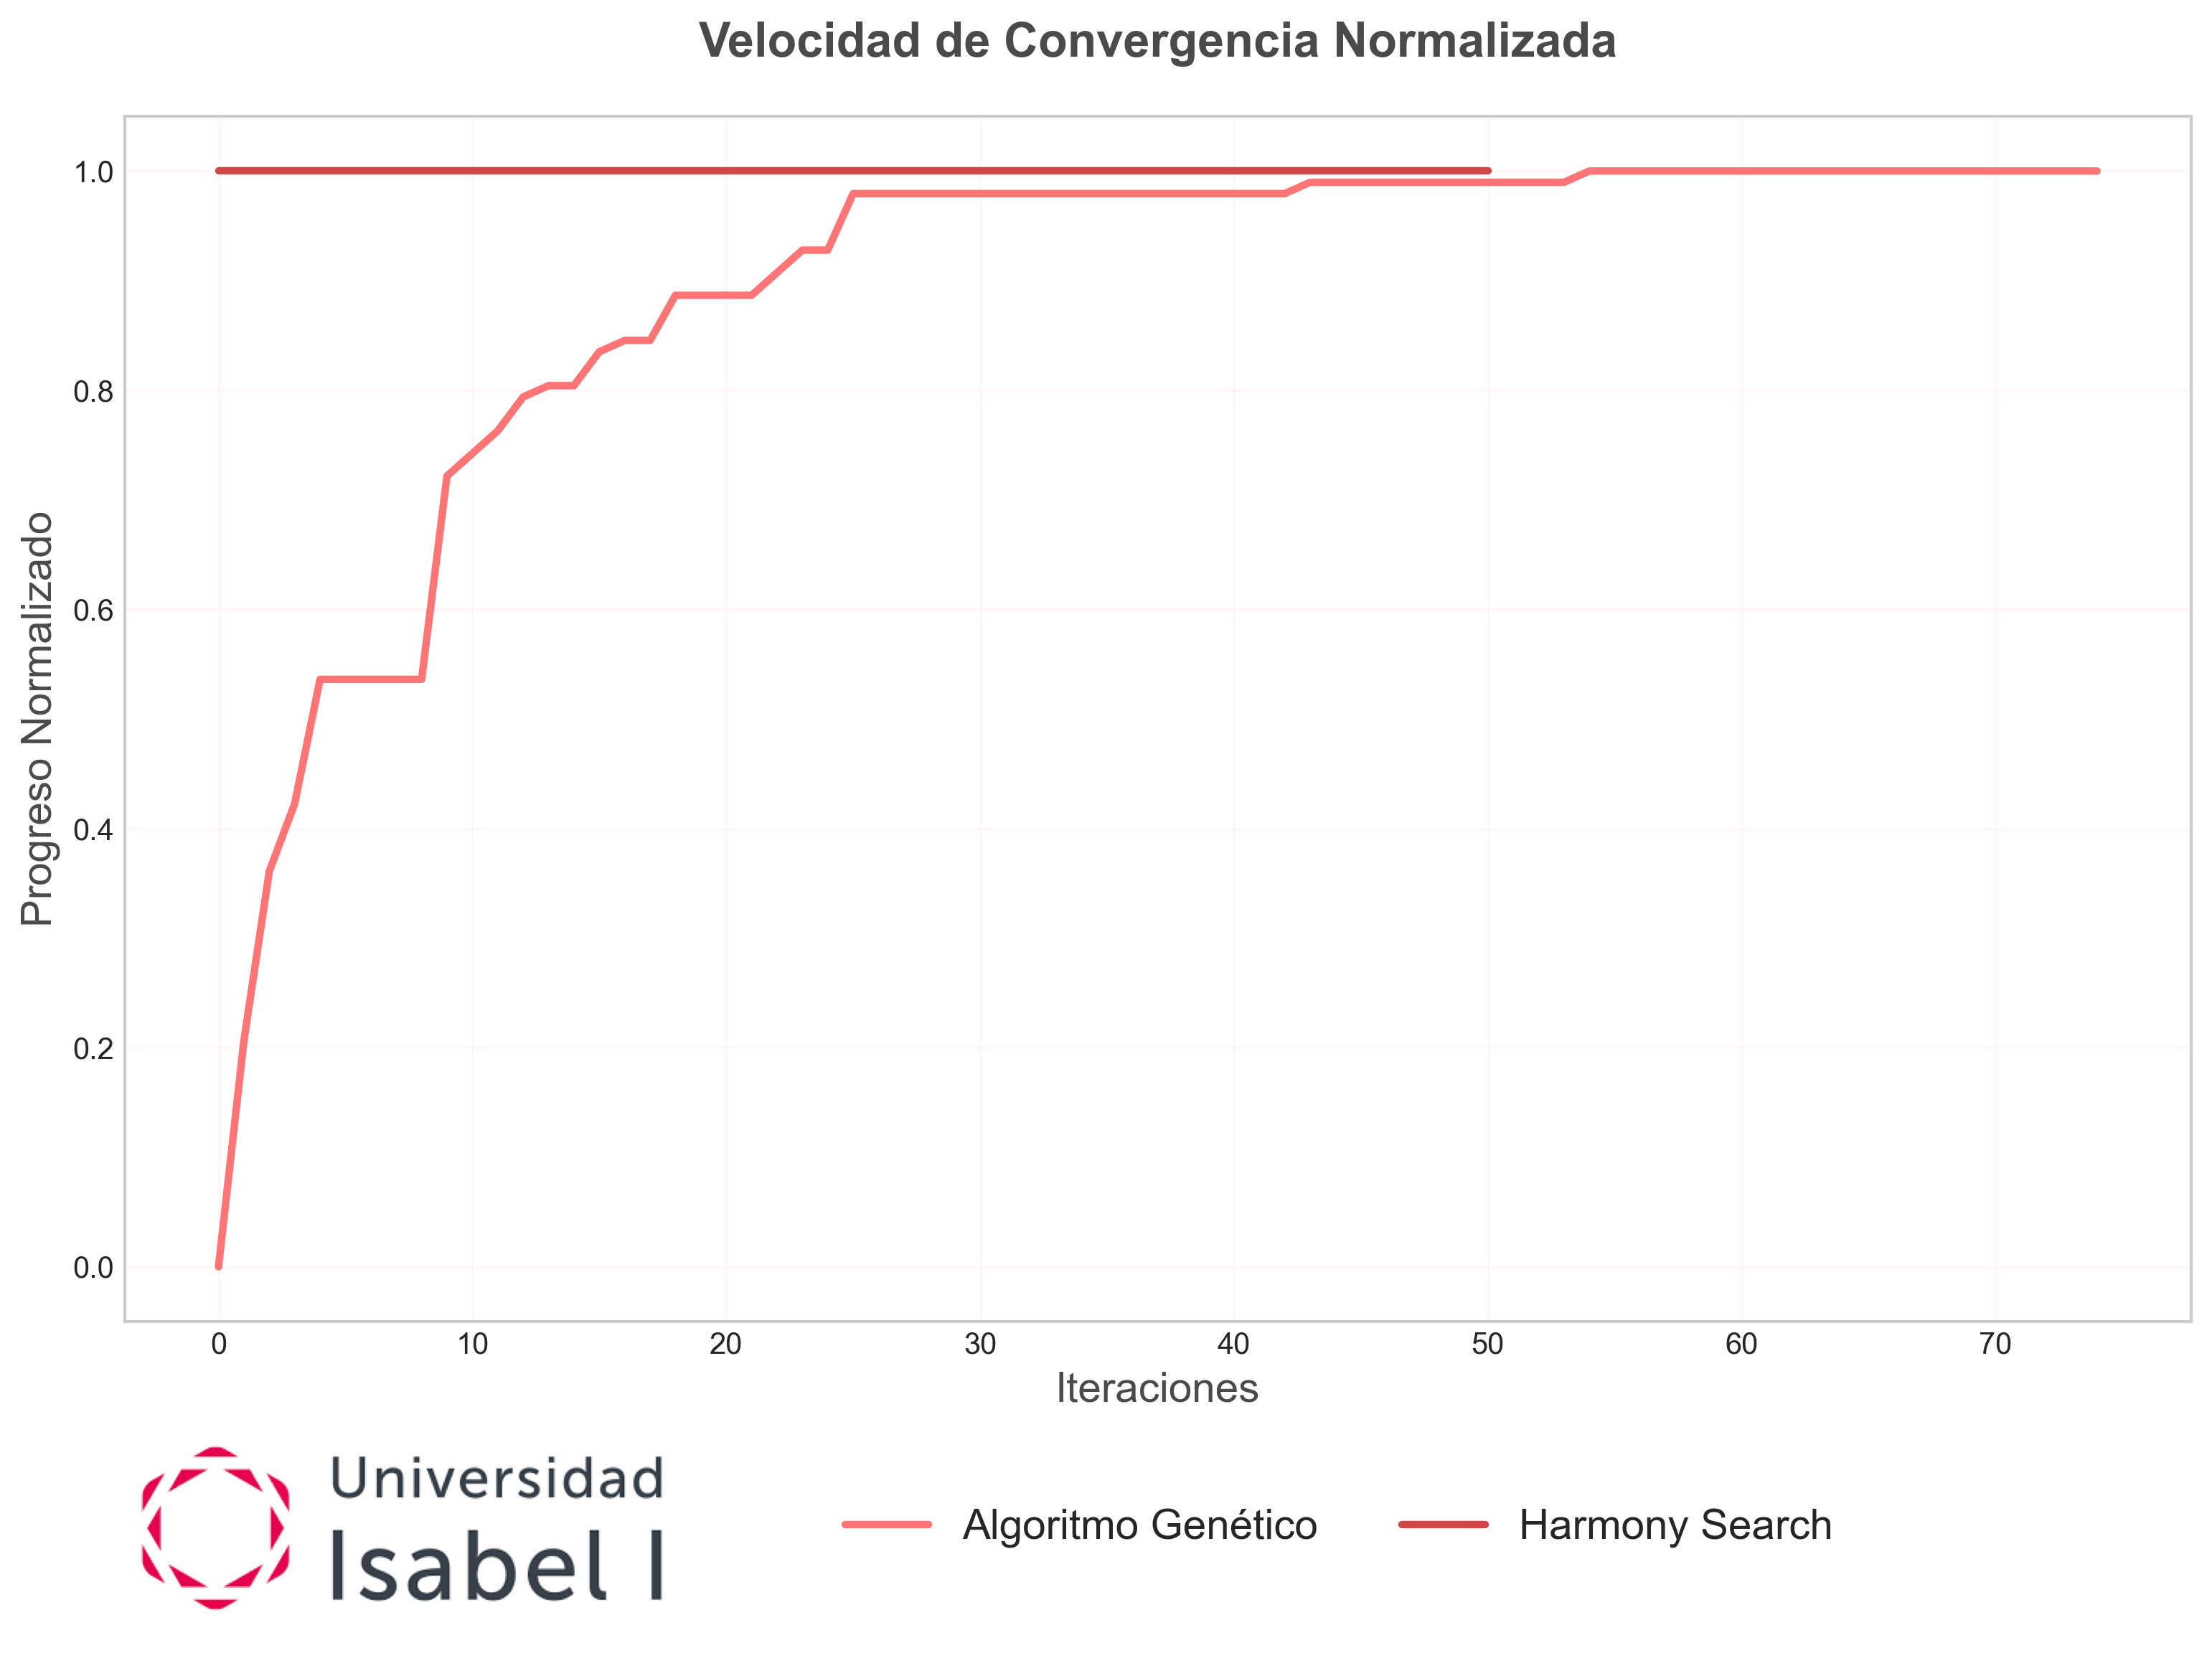 Velocidad de Convergencia Normalizada
Progreso Normalizado
1.0
0.8
0.6
0.4
0.2
0.0
0 10 20 30 40 50 60 70
Iteraciones
Universidad
Isabel I
Algoritmo Genético Harmony Search